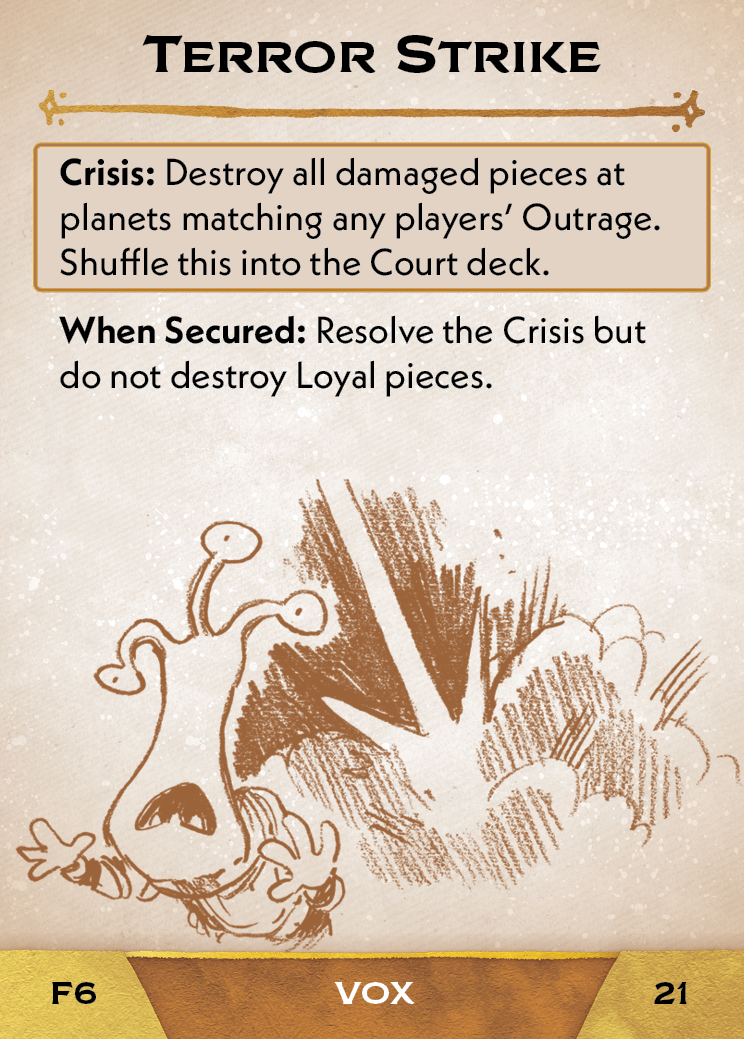 Terror Strike
Crisis: Destroy all damaged pieces at
planets matching any players’ Outrage.
Shuffle this into the Court deck.
When Secured: Resolve the Crisis but
do not destroy Loyal pieces.
F6 VOX 21